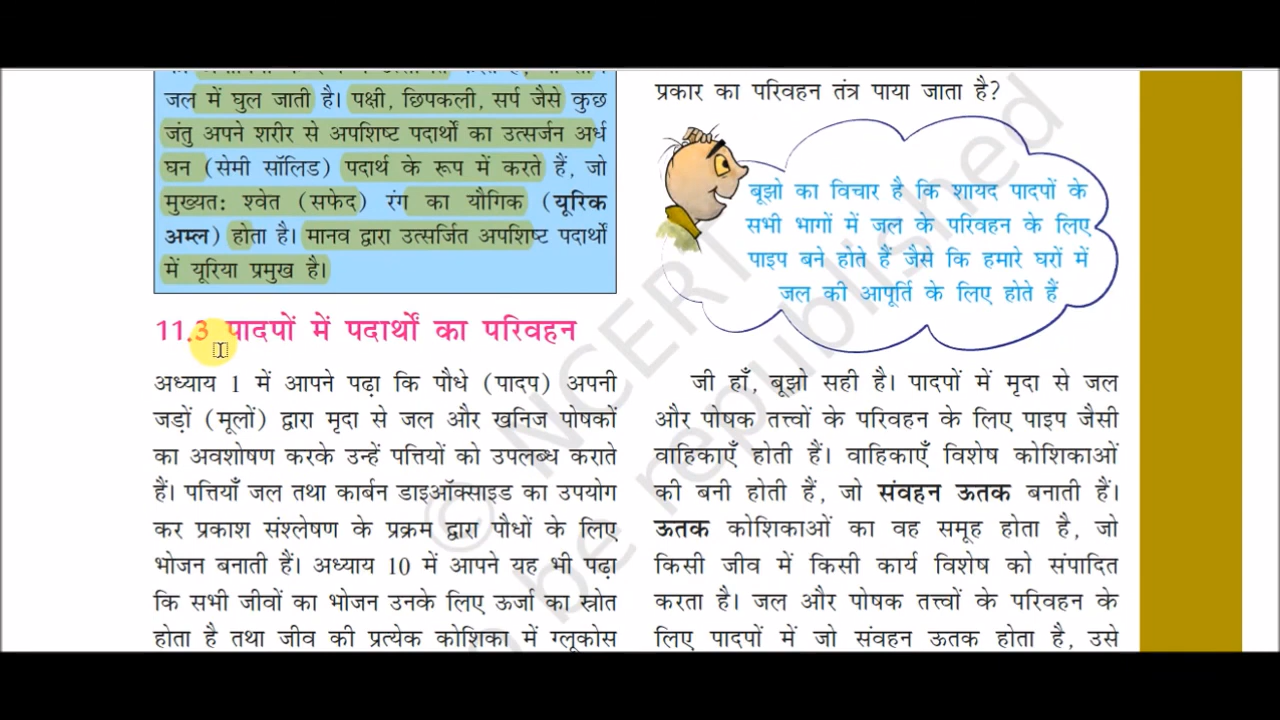 जल में घुल जाती है। पक्षी, छिपकली, सर्प जैसे कुछ
जंतु अपने शरीर से अपशिष्ट पदार्थों का उत्सर्जन अर्ध
घन (सेमी सॉलिड) पदार्थ के रूप में करते हैं, जो
मुख्यतः श्वेत (सफेद) रंग का यौगिक (यूरिक
अम्ल) होता है। मानव द्वारा उत्सर्जित अपशिष्ट पदार्थों
में यूरिया प्रमुख है।
11.3 पादपों में पदार्थों का परिवहन
अध्याय 1 में आपने पढ़ा कि पौधे (पादप) अपनी
जड़ों (मूलों) द्वारा मृदा से जल और खनिज पोषकों
का अवशोषण करके उन्हें पत्तियों को उपलब्ध कराते
हैं। पत्तियाँ जल तथा कार्बन डाइऑक्साइड का उपयोग
कर प्रकाश संश्लेषण के प्रक्रम द्वारा पौधों के लिए
भोजन बनाती हैं। अध्याय 10 में आपने यह भी पढ़ा
कि सभी जीवों का भोजन उनके लिए ऊर्जा का स्रोत
होता है तथा जीव की प्रत्येक कोशिका में ग्लूकोस
प्रकार का परिवहन तंत्र पाया जाता है?
बूझो का विचार है कि शायद पादपों के
सभी भागों में जल के परिवहन के लिए
पाइप बने होते हैं जैसे कि हमारे घरों में
जल की आपूर्ति के लिए होते हैं
जी हाँ, बूझो सही है। पादपों में मृदा से जल
और पोषक तत्त्वों के परिवहन के लिए पाइप जैसी
वाहिकाएँ होती हैं। वाहिकाएँ विशेष कोशिकाओं
की बनी होती हैं, जो संवहन ऊतक बनाती हैं।
ऊतक कोशिकाओं का वह समूह होता है, जो
किसी जीव में किसी कार्य विशेष को संपादित
करता है। जल और पोषक तत्त्वों के परिवहन के
लिए पादपों में जो संवहन ऊतक होता है, उसे
© NCERT
be republished